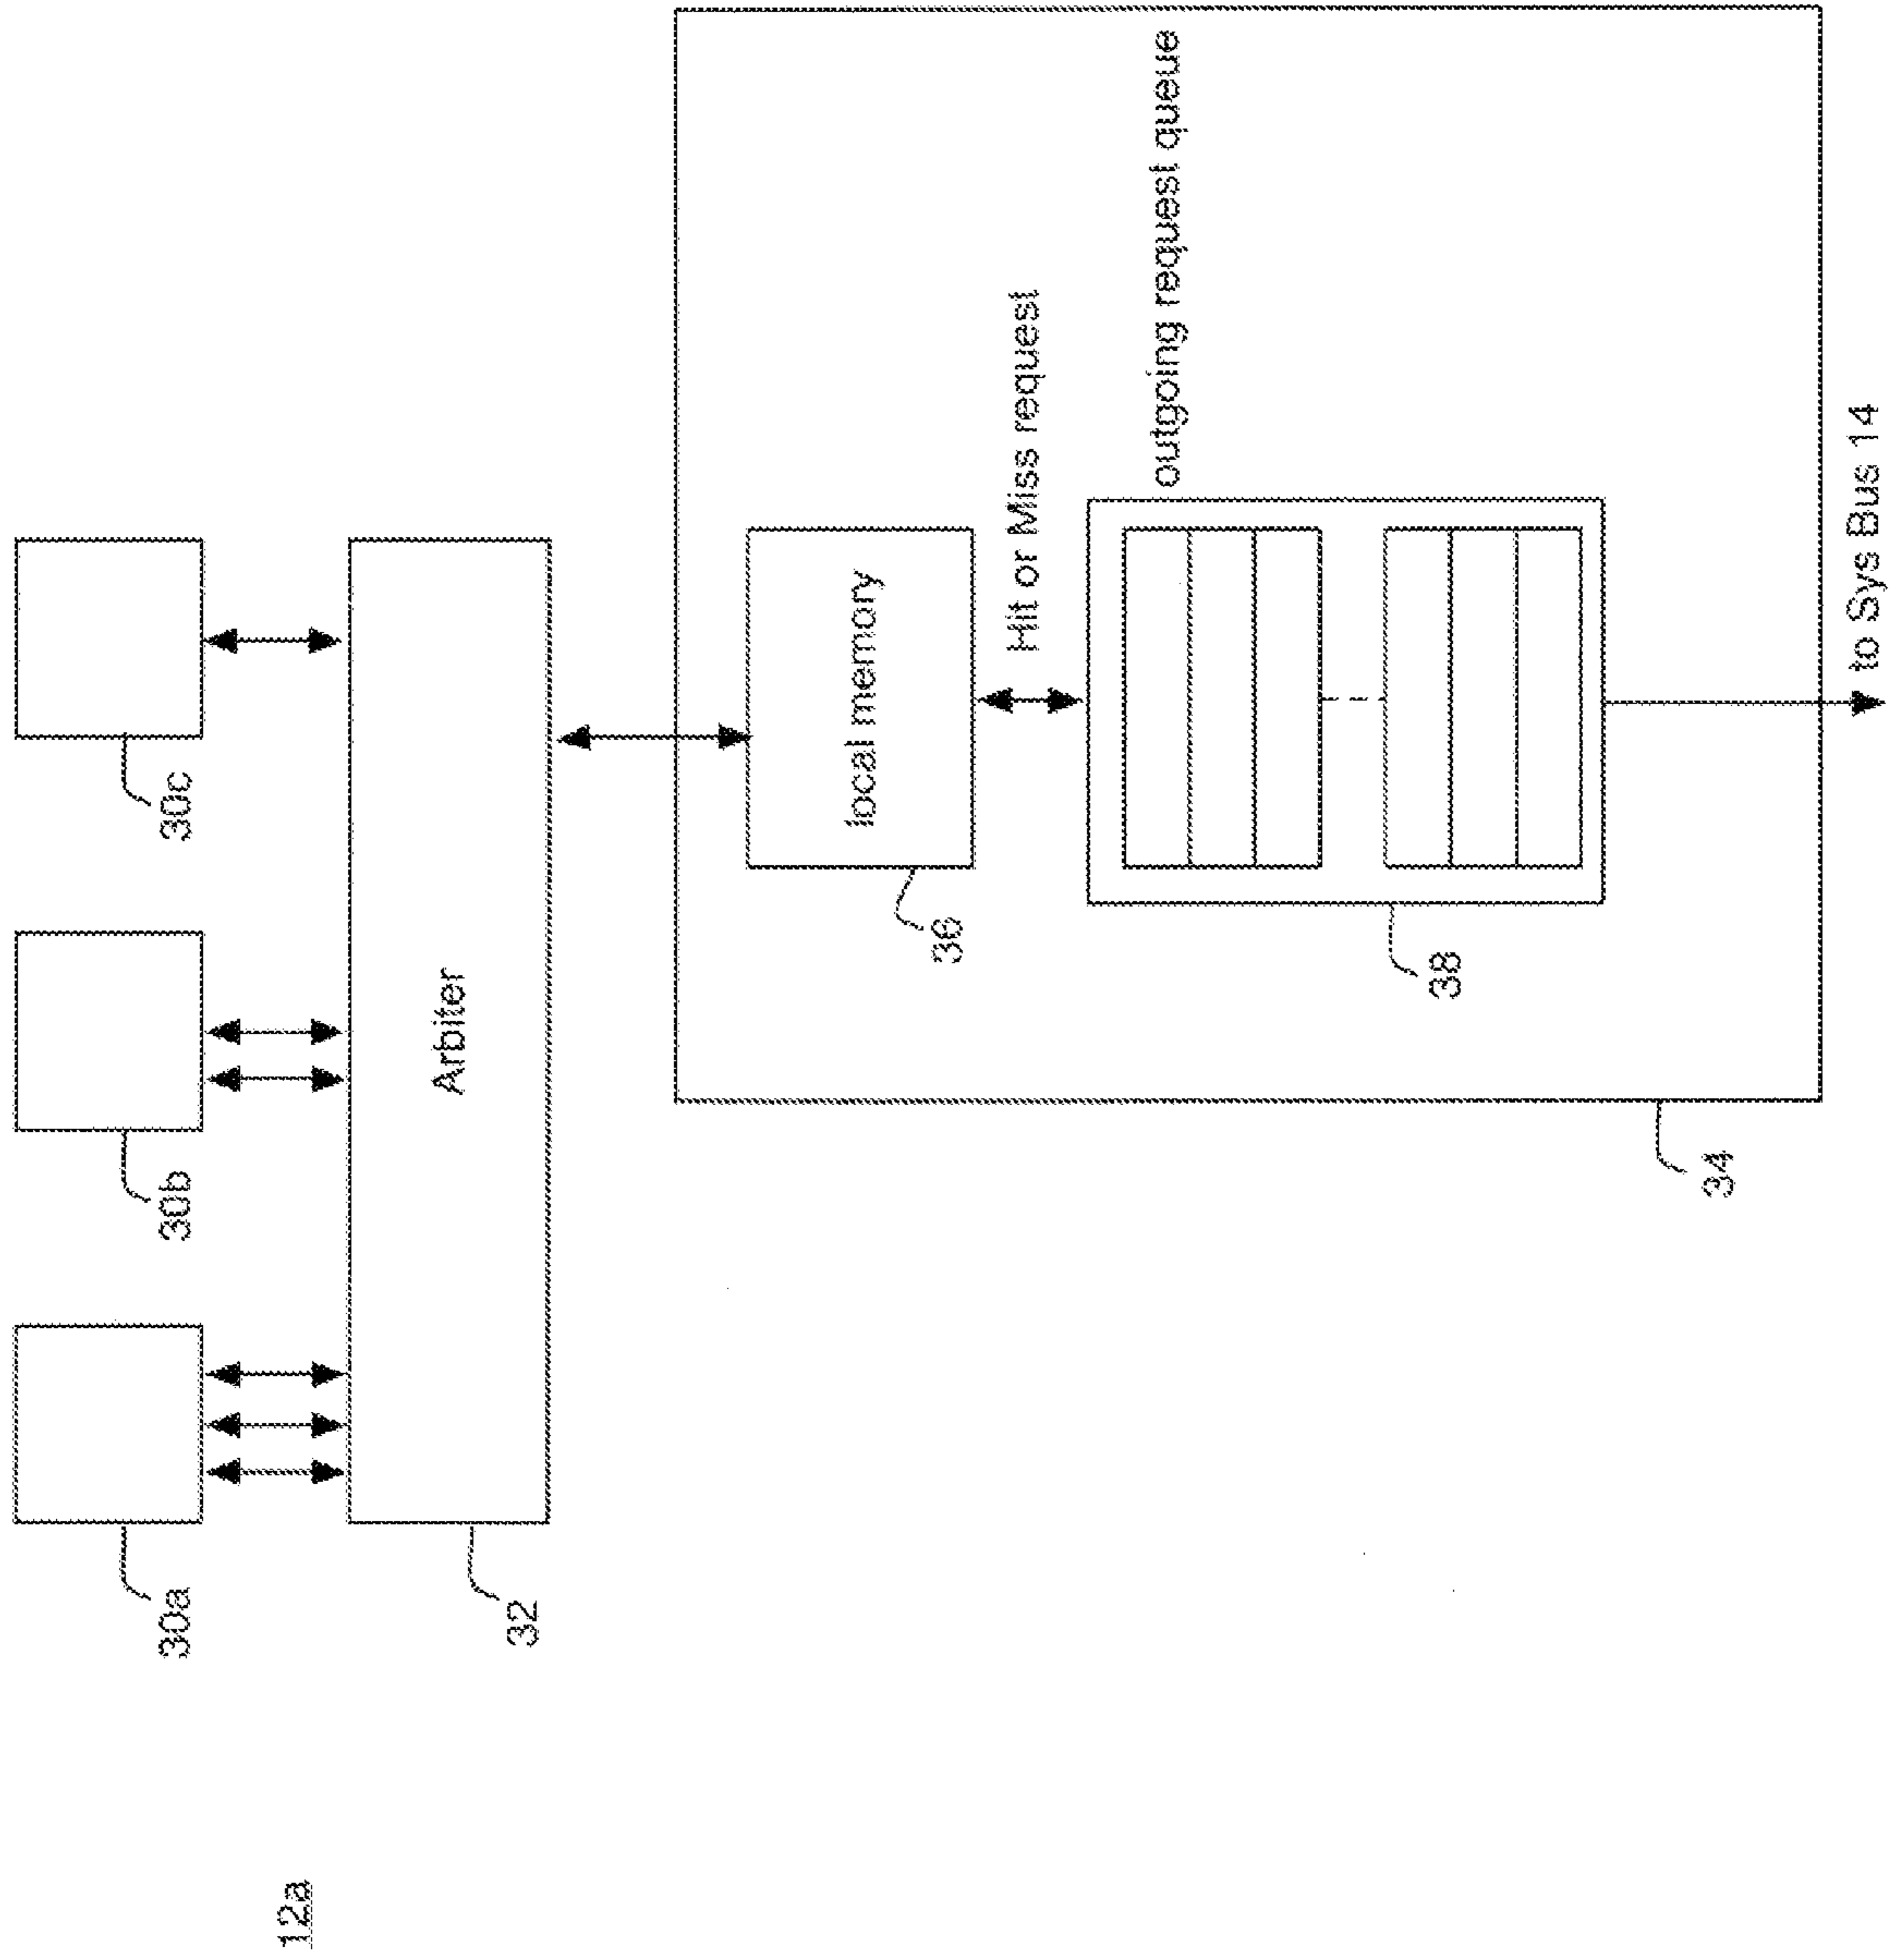 12a
30a
30b
30c
32
Arbiter
34
36
local memory
Hit or Miss request
38
outgoing request queue
to Sys Bus 14